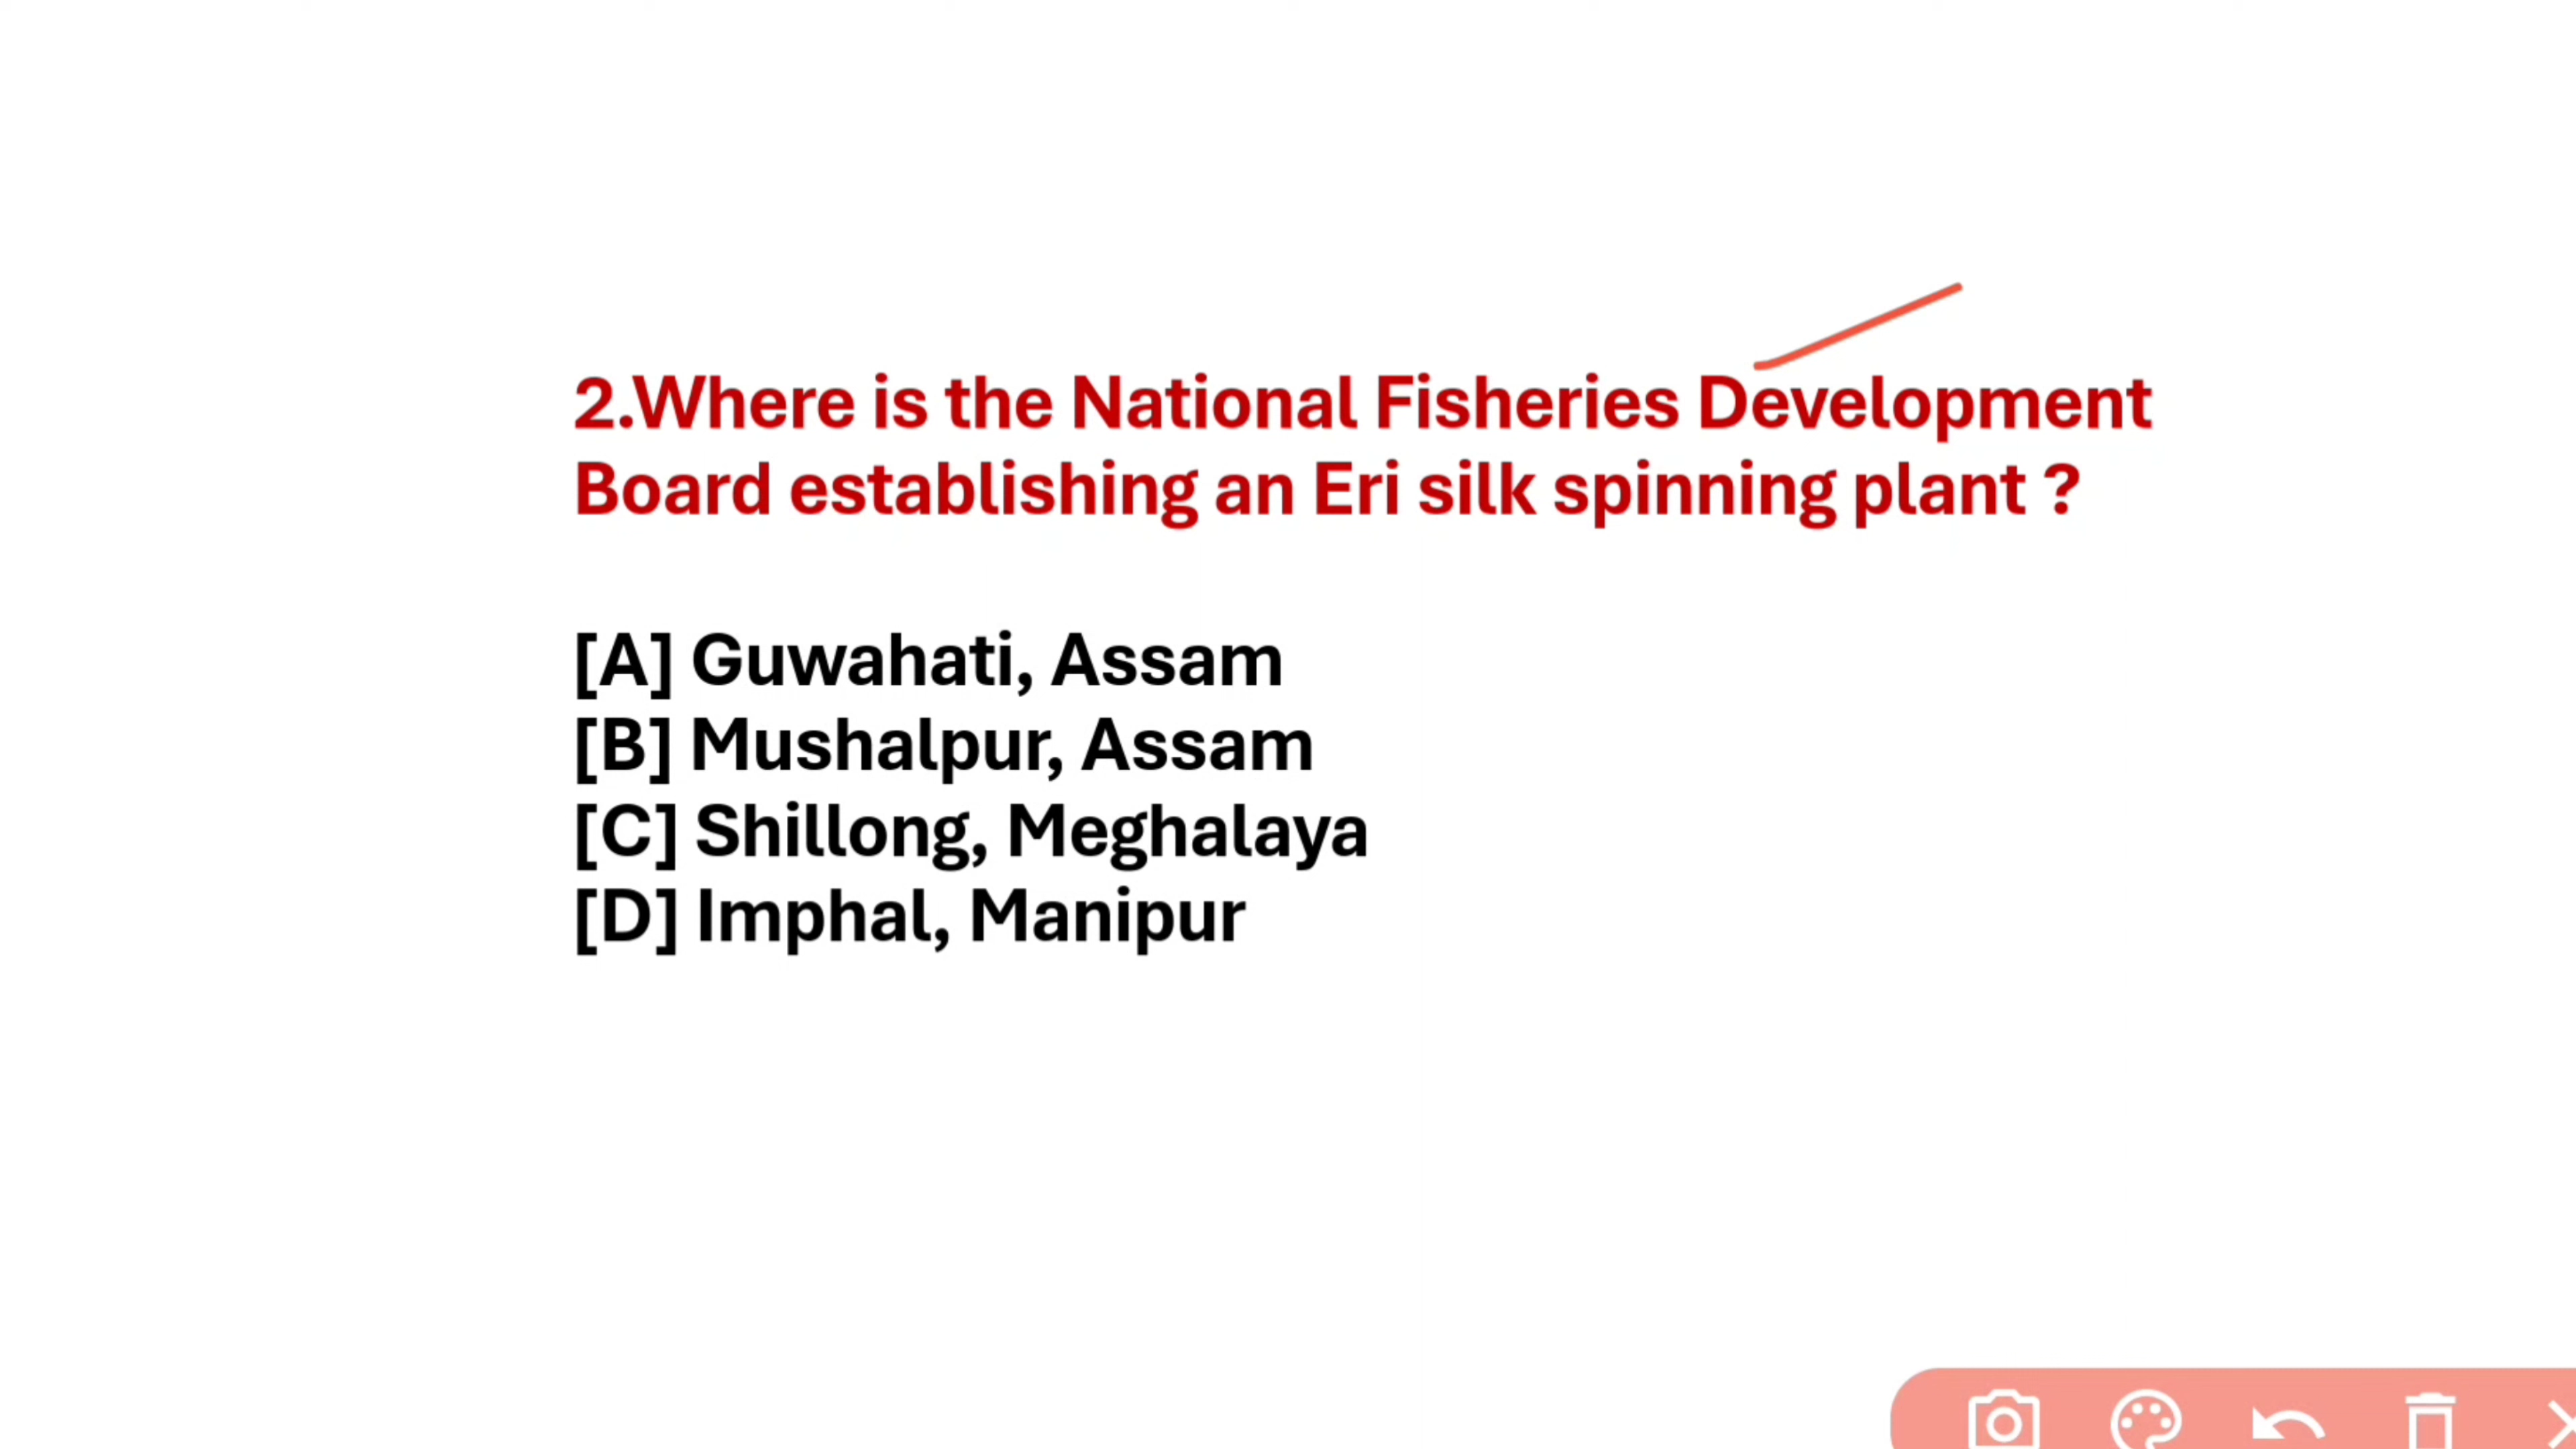 2.Where is the National Fisheries Development
Board establishing an Eri silk spinning plant ?
[A] Guwahati, Assam
[B] Mushalpur, Assam
[C] Shillong, Meghalaya
[D] Imphal, Manipur